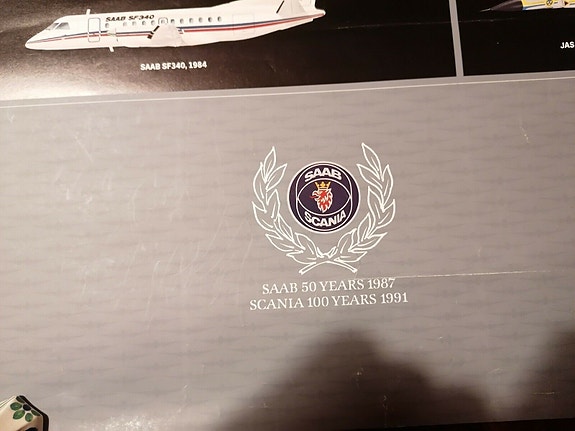 SAAB SF340
SAAB SF340, 1984
JAS
SAAB
SCANIA
SAAB 50 YEARS 1987
SCANIA 100 YEARS 1991